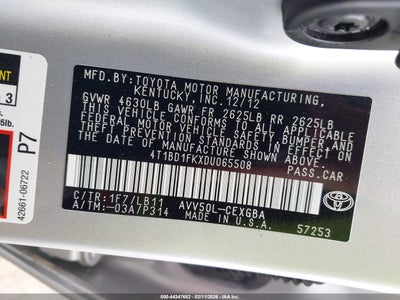 MFD.BY:TOYOTA MOTOR MANUFACTURING,
KENTUCKY, INC. 12/12
GVWR 4630LB GAWR FR 2625LB RR 2625LB
THIS VEHICLE CONFORMS TO ALL APPLICABLE
FEDERAL MOTOR VEHICLE SAFETY, BUMPER, AND
THEFT PREVENTION STANDARDS IN EFFECT ON THE
DATE OF MANUFACTURE SHOWN ABOVE.
4T1BD1FKXDU065508
PASS.CAR
C/TR:1F7/LB11 AVV50L-CEXGBA
A/TM:-03A/P314 MADE IN U.S.A.
TOYOTA
57253
3
P7
42661-06722
000-44347682 - 02/11/2026 - IAA